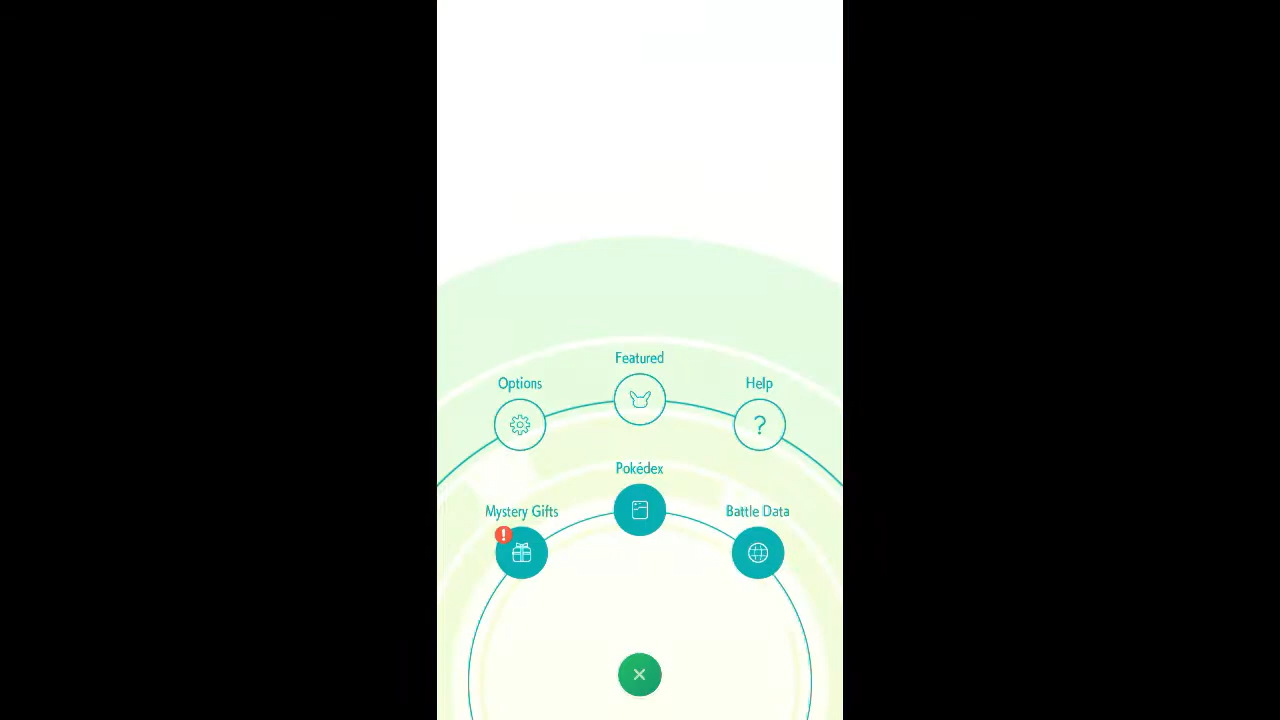 Featured
Options
Help
?
Pokédex
Mystery Gifts
Battle Data
!